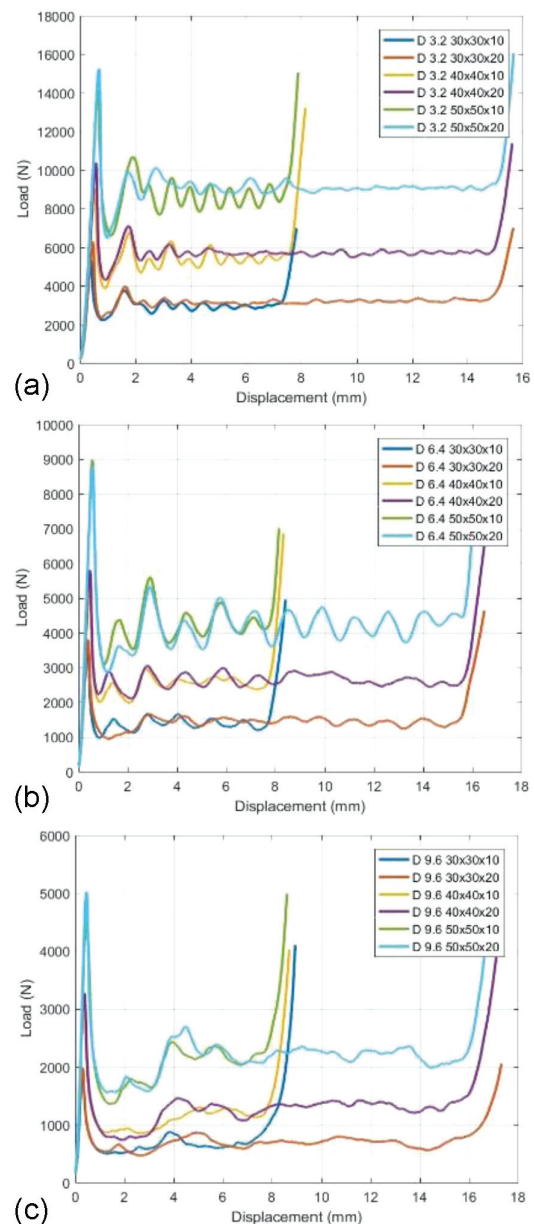 18000
16000
14000
12000
10000
8000
6000
4000
2000
0
Load (N)
D 3.2 30x30x10
D 3.2 30x30x20
D 3.2 40x40x10
D 3.2 40x40x20
D 3.2 50x50x10
D 3.2 50x50x20
0 2 4 6 8 10 12 14 16
Displacement (mm)
(a)
10000
9000
8000
7000
6000
5000
4000
3000
2000
1000
0
Load (N)
D 6.4 30x30x10
D 6.4 30x30x20
D 6.4 40x40x10
D 6.4 40x40x20
D 6.4 50x50x10
D 6.4 50x50x20
0 2 4 6 8 10 12 14 16 18
Displacement (mm)
(b)
6000
5000
4000
3000
2000
1000
0
Load (N)
D 9.6 30x30x10
D 9.6 30x30x20
D 9.6 40x40x10
D 9.6 40x40x20
D 9.6 50x50x10
D 9.6 50x50x20
0 2 4 6 8 10 12 14 16 18
Displacement (mm)
(c)